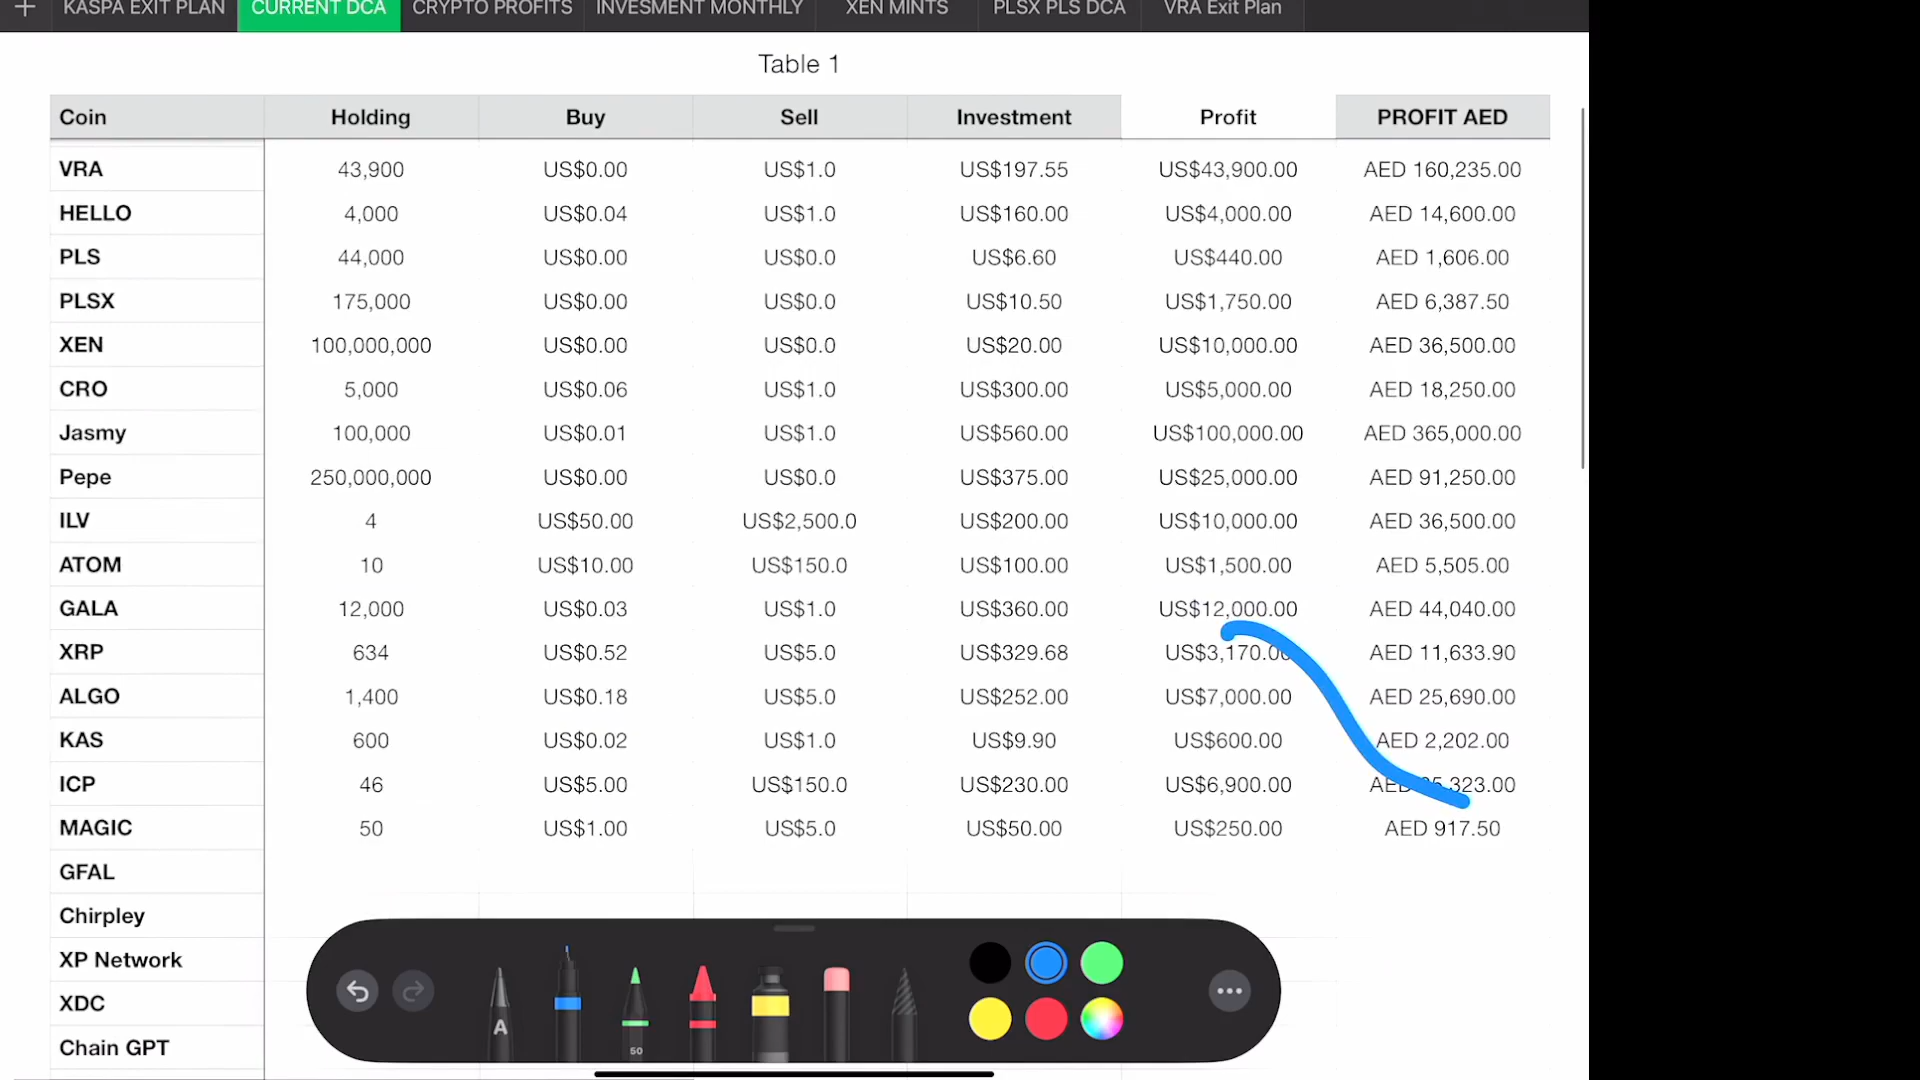 + KASPA EXIT PLAN CURRENT DCA CRYPTO PROFITS INVESMENT MONTHLY XEN MINTS PLSX PLS DCA VRA Exit Plan
Table 1
Coin Holding Buy Sell Investment Profit PROFIT AED
VRA 43,900 US$0.00 US$1.0 US$197.55 US$43,900.00 AED 160,235.00
HELLO 4,000 US$0.04 US$1.0 US$160.00 US$4,000.00 AED 14,600.00
PLS 44,000 US$0.00 US$0.0 US$6.60 US$440.00 AED 1,606.00
PLSX 175,000 US$0.00 US$0.0 US$10.50 US$1,750.00 AED 6,387.50
XEN 100,000,000 US$0.00 US$0.0 US$20.00 US$10,000.00 AED 36,500.00
CRO 5,000 US$0.06 US$1.0 US$300.00 US$5,000.00 AED 18,250.00
Jasmy 100,000 US$0.01 US$1.0 US$560.00 US$100,000.00 AED 365,000.00
Pepe 250,000,000 US$0.00 US$0.0 US$375.00 US$25,000.00 AED 91,250.00
ILV 4 US$50.00 US$2,500.0 US$200.00 US$10,000.00 AED 36,500.00
ATOM 10 US$10.00 US$150.0 US$100.00 US$1,500.00 AED 5,505.00
GALA 12,000 US$0.03 US$1.0 US$360.00 US$12,000.00 AED 44,040.00
XRP 634 US$0.52 US$5.0 US$329.68 US$3,170.00 AED 11,633.90
ALGO 1,400 US$0.18 US$5.0 US$252.00 US$7,000.00 AED 25,690.00
KAS 600 US$0.02 US$1.0 US$9.90 US$600.00 AED 2,202.00
ICP 46 US$5.00 US$150.0 US$230.00 US$6,900.00 AED
MAGIC 50 US$1.00 US$5.0 US$50.00 US$250.00 AED 917.50
GFAL
Chirpley
XP Network
XDC
Chain GPT
A
50